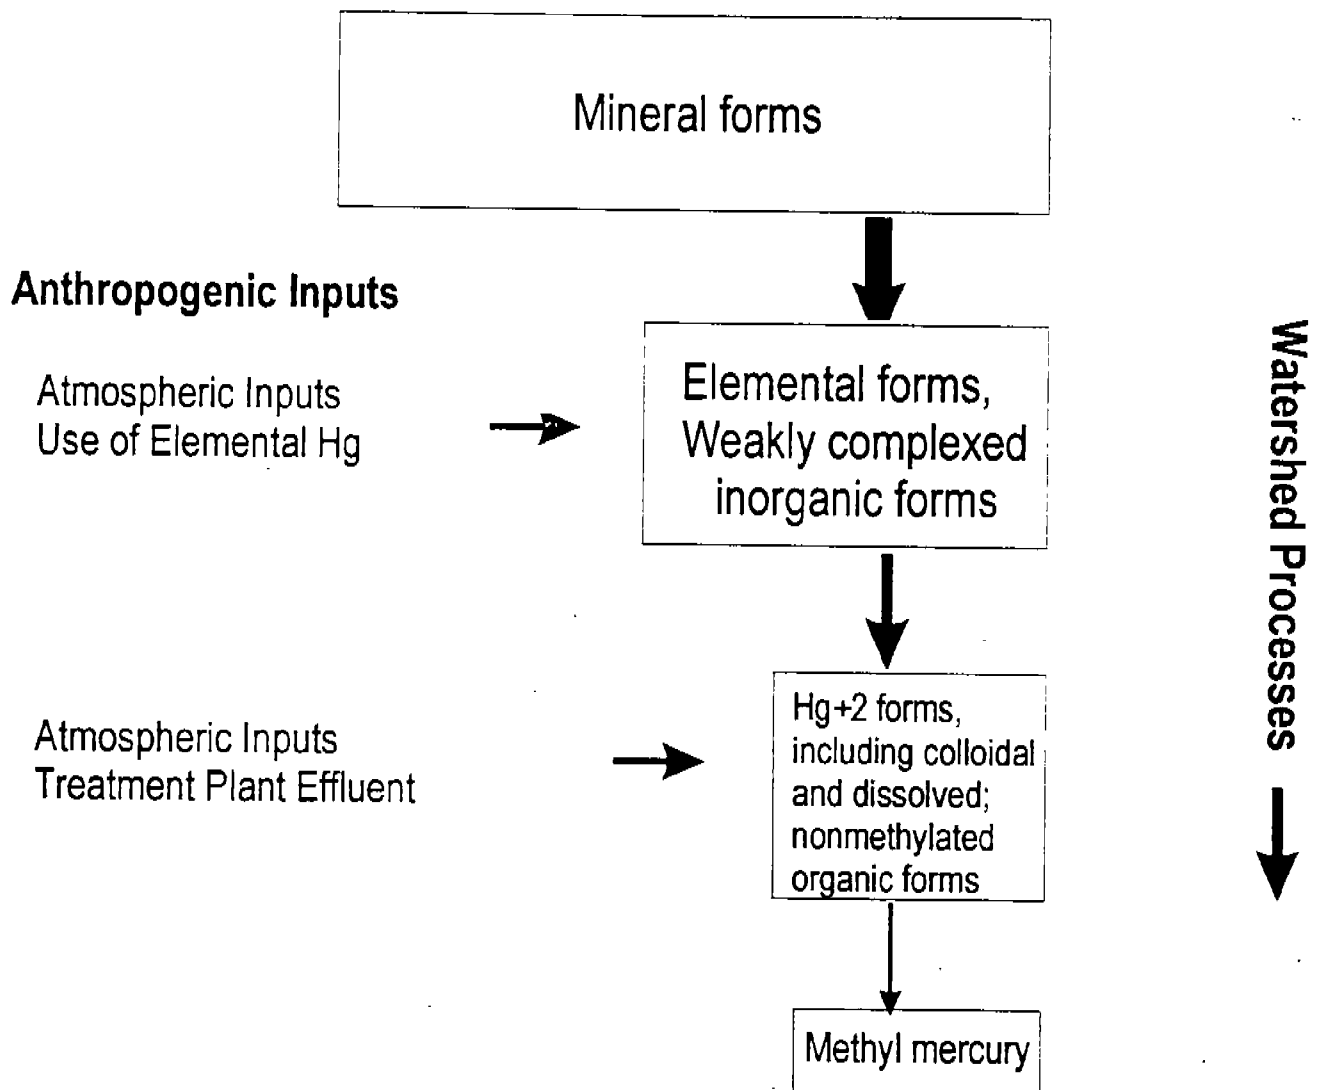 Mineral forms
Anthropogenic Inputs
Atmospheric Inputs
Use of Elemental Hg
Elemental forms,
Weakly complexed
inorganic forms
Atmospheric Inputs
Treatment Plant Effluent
Hg+2 forms,
including colloidal
and dissolved;
nonmethylated
organic forms
Methyl mercury
Watershed Processes